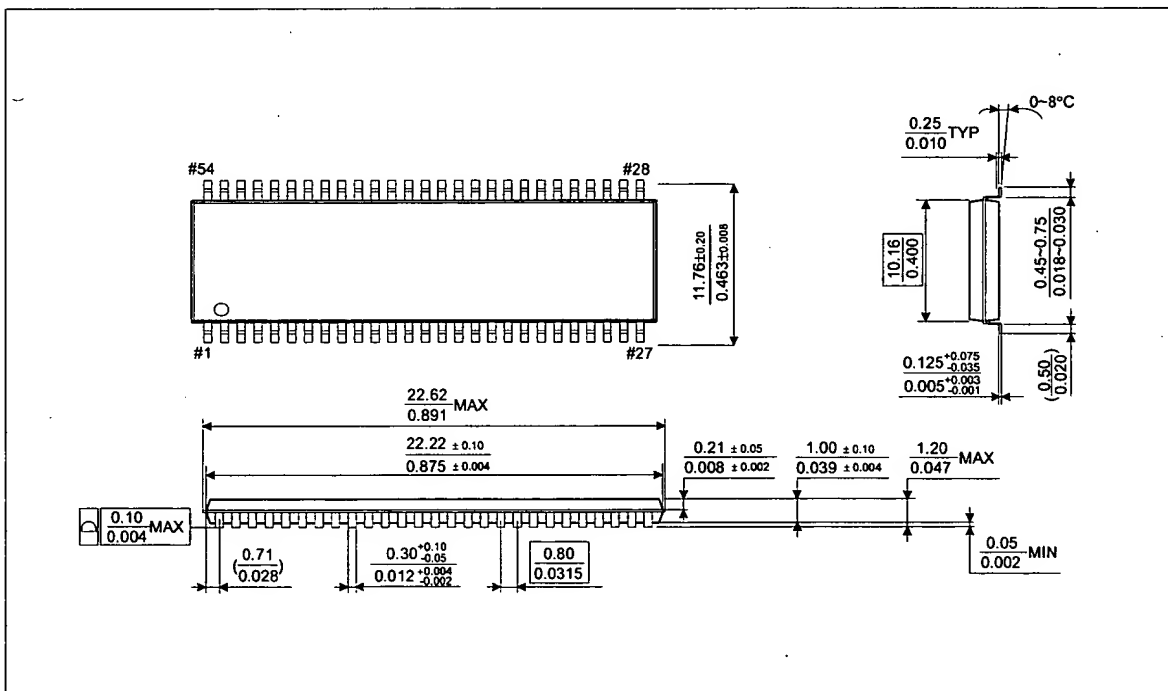 0~8°C
0.25
0.010 TYP
#54
#28
11.76±0.20
0.463±0.008
10.16
0.400
0.45~0.75
0.018~0.030
#1
#27
0.125+0.075-0.035
0.005+0.003-0.001
(0.50
0.020)
22.62
0.891 MAX
22.22 ± 0.10
0.875 ± 0.004
0.21 ± 0.05
0.008 ± 0.002
1.00 ± 0.10
0.039 ± 0.004
1.20
0.047 MAX
0.10
0.004 MAX
(0.71
0.028)
0.30+0.10-0.05
0.012+0.004-0.002
0.80
0.0315
0.05
0.002 MIN